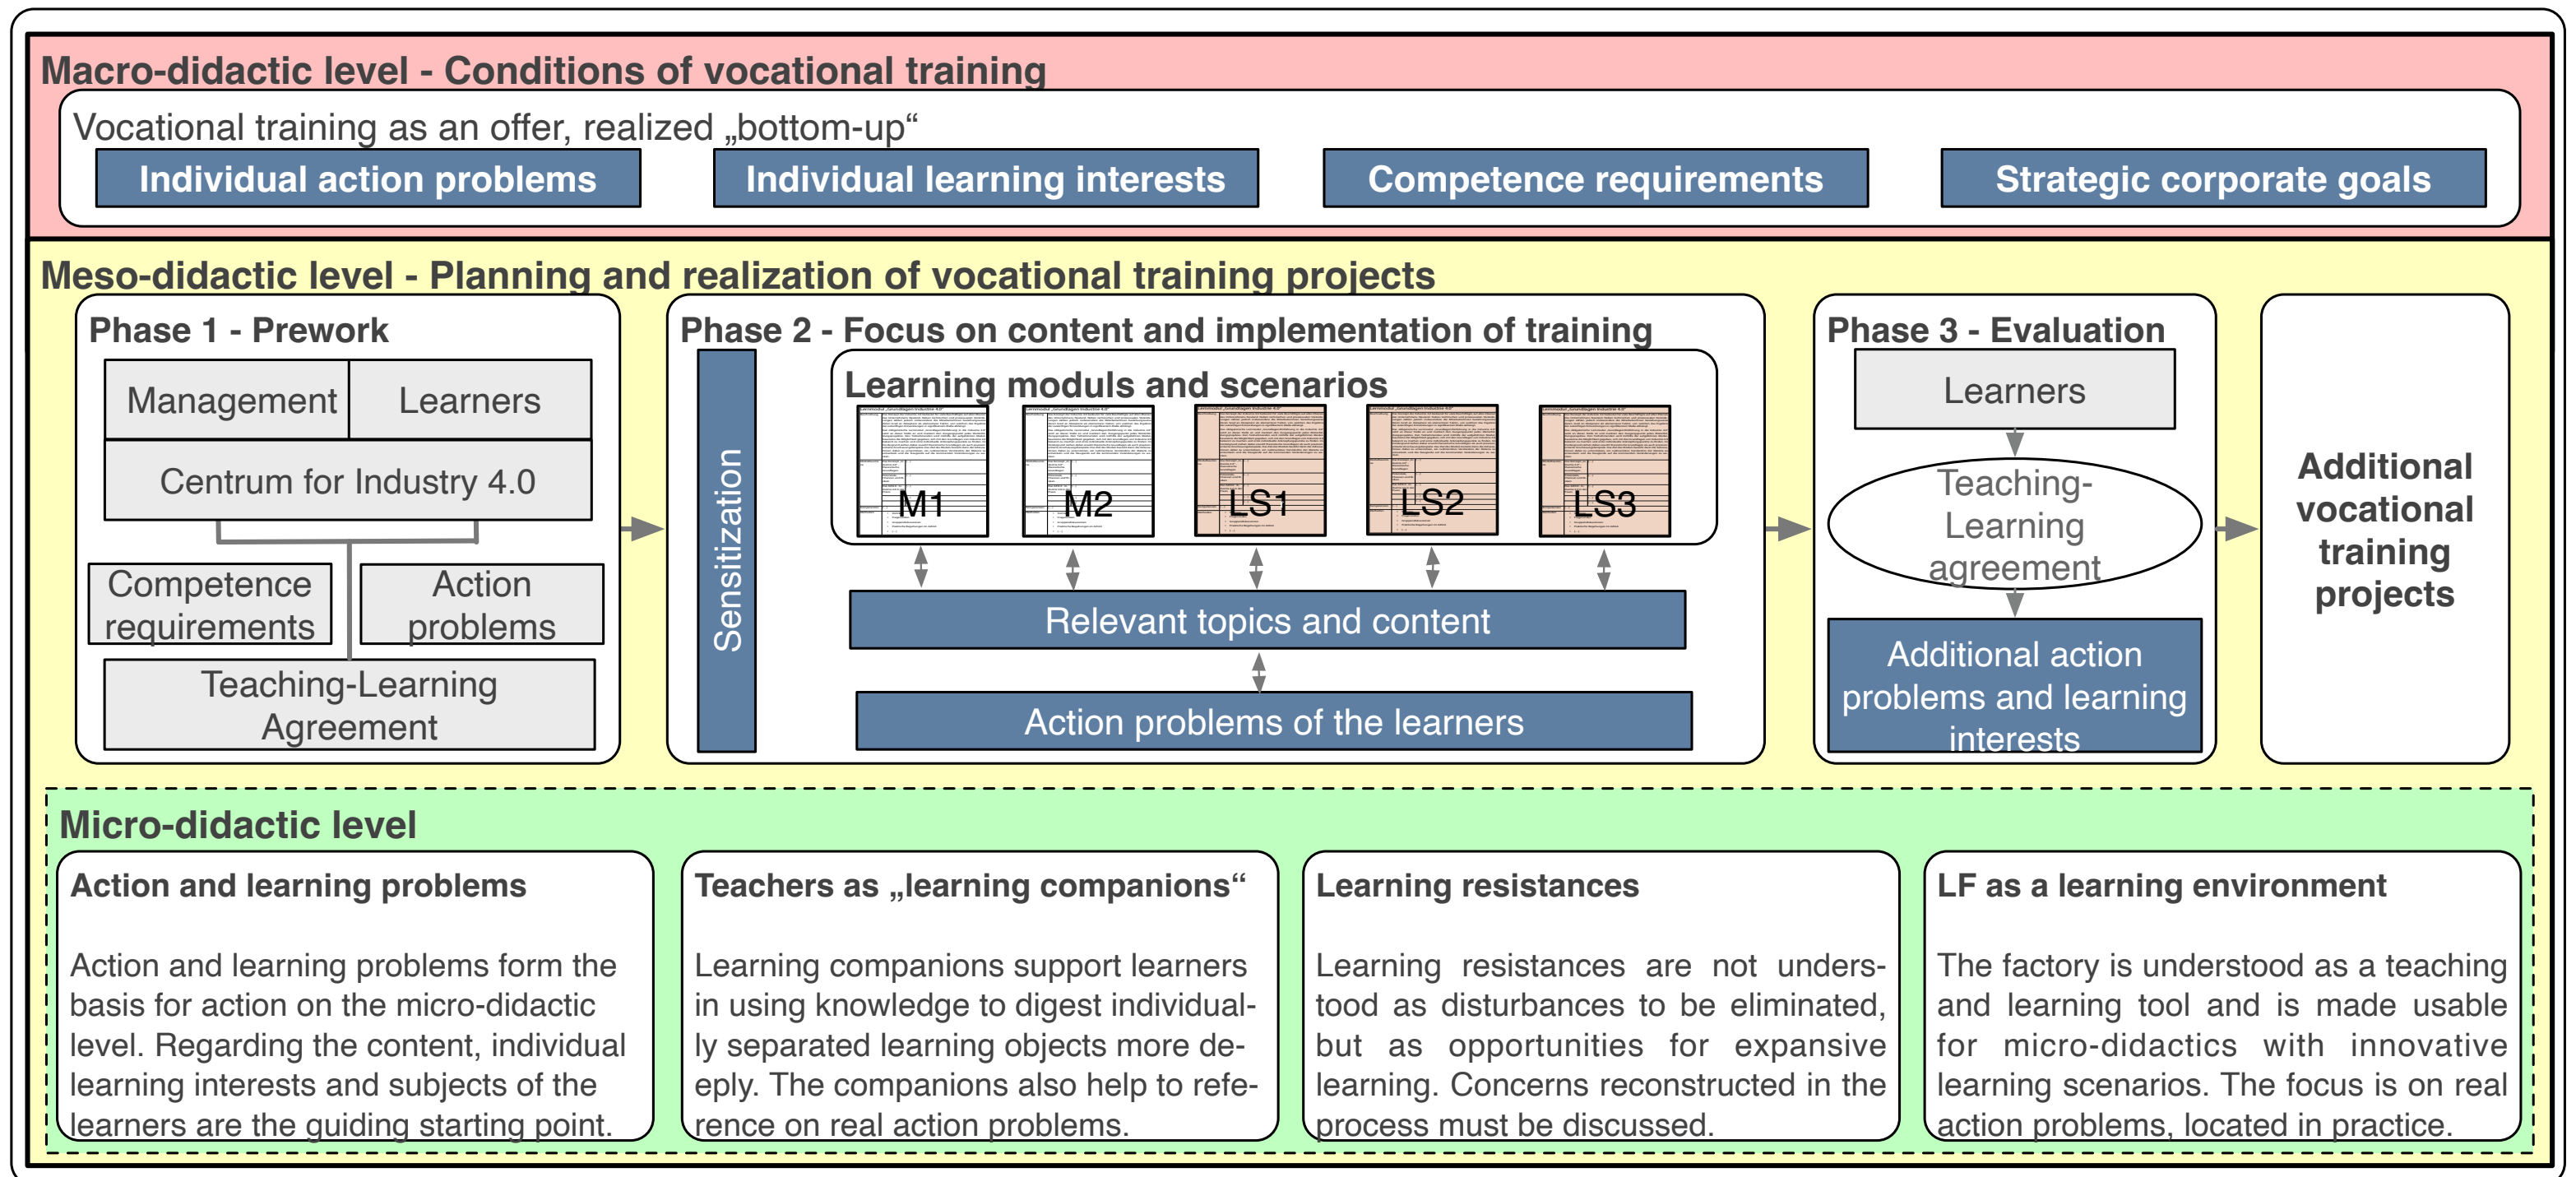 Macro-didactic level - Conditions of vocational training
Vocational training as an offer, realized „bottom-up“
Individual action problems
Individual learning interests
Competence requirements
Strategic corporate goals
Meso-didactic level - Planning and realization of vocational training projects
Phase 1 - Prework
Management
Learners
Centrum for Industry 4.0
Competence
requirements
Action
problems
Teaching-Learning
Agreement
Phase 2 - Focus on content and implementation of training
Sensitization
Learning moduls and scenarios
M1
M2
LS1
LS2
LS3
Relevant topics and content
Action problems of the learners
Phase 3 - Evaluation
Learners
Teaching-
Learning
agreement
Additional action
problems and learning
interests
Additional
vocational
training
projects
Micro-didactic level
Action and learning problems
Action and learning problems form the
basis for action on the micro-didactic
level. Regarding the content, individual
learning interests and subjects of the
learners are the guiding starting point.
Teachers as „learning companions“
Learning companions support learners
in using knowledge to digest individual-
ly separated learning objects more de-
eply. The companions also help to refe-
rence on real action problems.
Learning resistances
Learning resistances are not unders-
tood as disturbances to be eliminated,
but as opportunities for expansive
learning. Concerns reconstructed in the
process must be discussed.
LF as a learning environment
The factory is understood as a teaching
and learning tool and is made usable
for micro-didactics with innovative
learning scenarios. The focus is on real
action problems, located in practice.